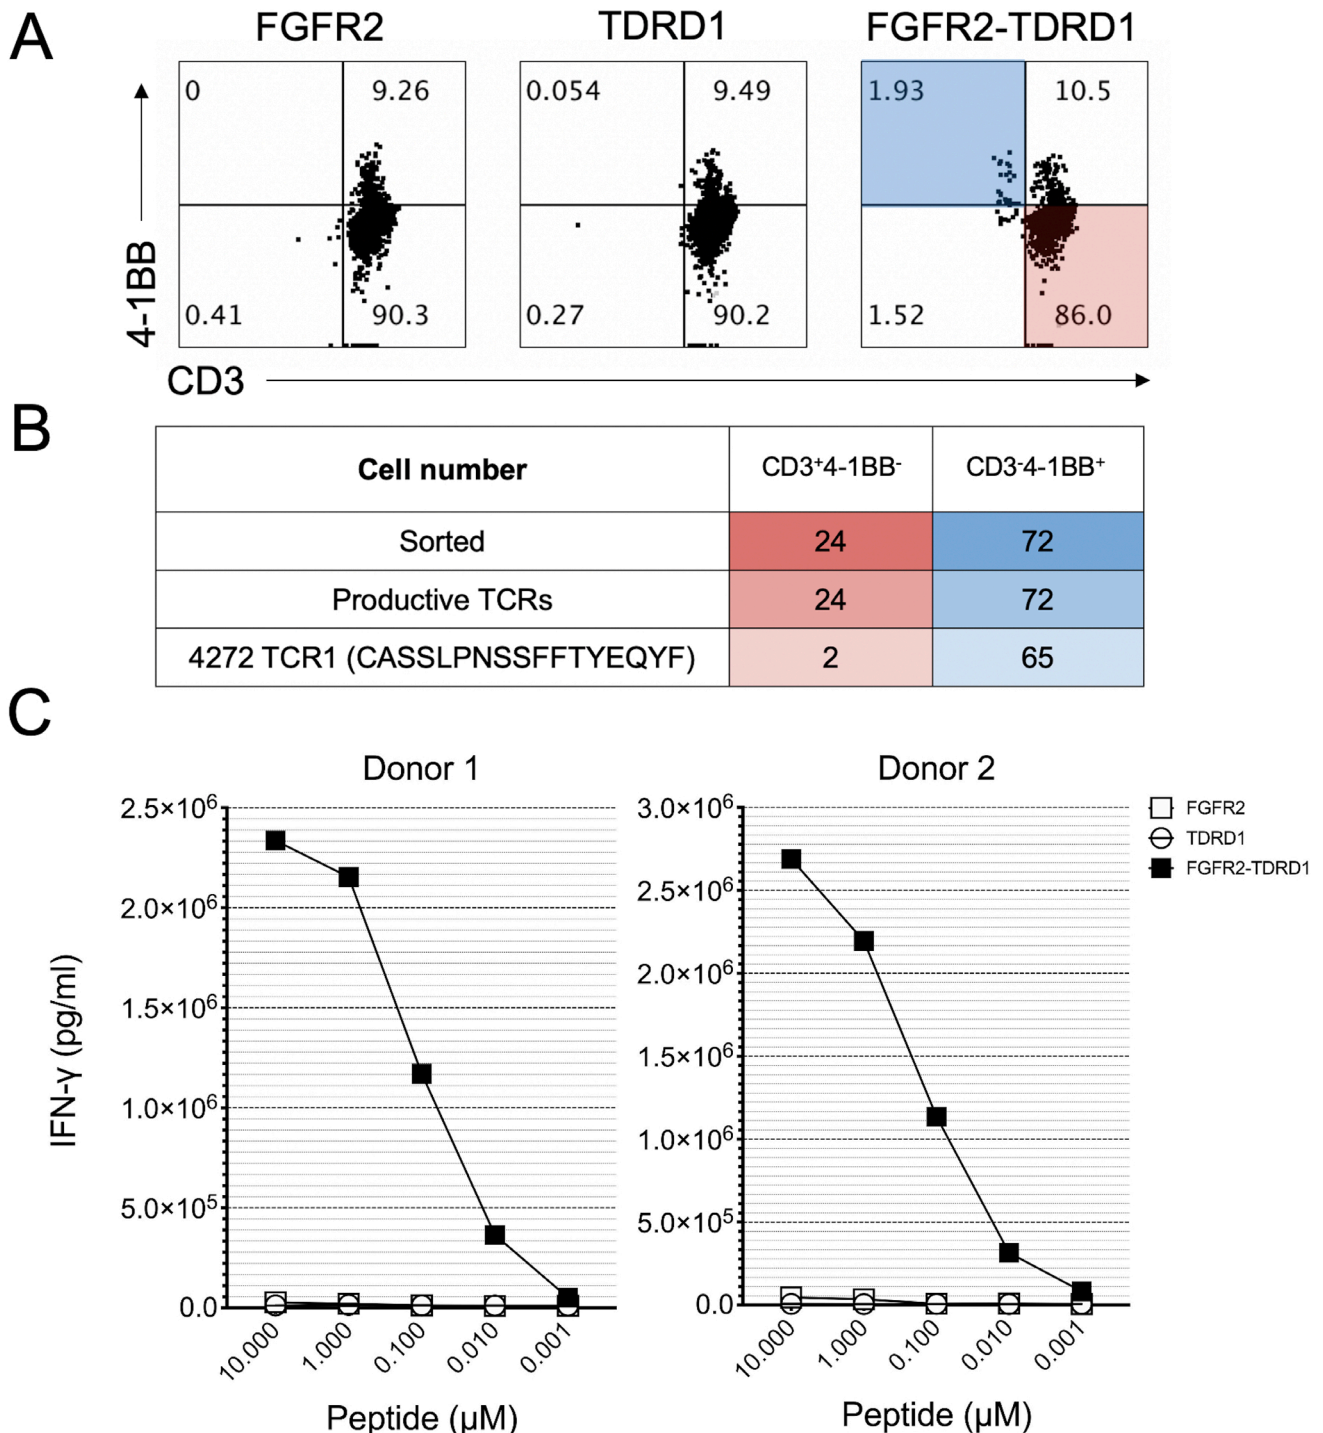 A
FGFR2
TDRD1
FGFR2-TDRD1
0
9.26
0.054
9.49
1.93
10.5
4-1BB
0.41
90.3
0.27
90.2
1.52
86.0
CD3
B
Cell number
CD3⁺4-1BB⁻
CD3⁻4-1BB⁺
Sorted
24
72
Productive TCRs
24
72
4272 TCR1 (CASSLPNSSFFTYEQYF)
2
65
C
Donor 1
Donor 2
2.5×10⁶
2.0×10⁶
1.5×10⁶
1.0×10⁶
5.0×10⁵
0.0
IFN-γ (pg/ml)
10.000
1.000
0.100
0.010
0.001
Peptide (µM)
3.0×10⁶
2.5×10⁶
2.0×10⁶
1.5×10⁶
1.0×10⁶
5.0×10⁵
0.0
10.000
1.000
0.100
0.010
0.001
Peptide (µM)
FGFR2
TDRD1
FGFR2-TDRD1